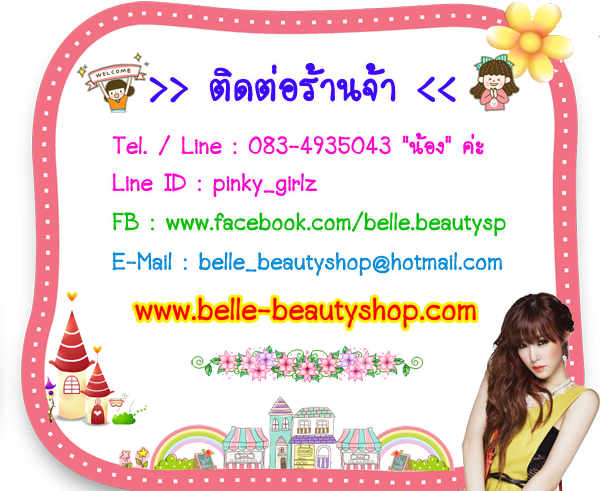 WELCOME
>> ติดต่อร้านจ้า <<
Tel. / Line : 083-4935043 "น้อง" ค่ะ
Line ID : pinky_girlz
FB : www.facebook.com/belle.beautysp
E-Mail : belle_beautyshop@hotmail.com
www.belle-beautyshop.com